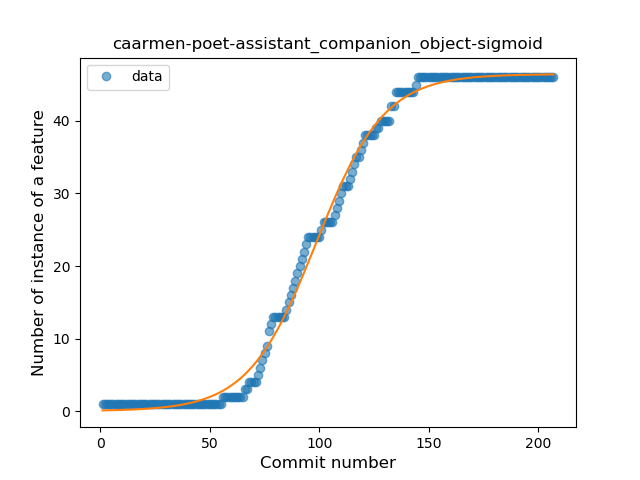 caarmen-poet-assistant_companion_object-sigmoid
data
Number of instance of a feature
40
30
20
10
0
0 50 100 150 200
Commit number